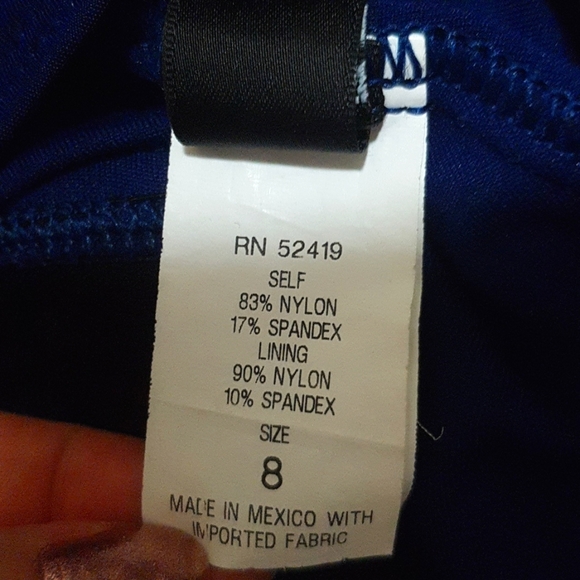 RN 52419
SELF
83% NYLON
17% SPANDEX
LINING
90% NYLON
10% SPANDEX
SIZE
8
MADE IN MEXICO WITH
IMPORTED FABRIC